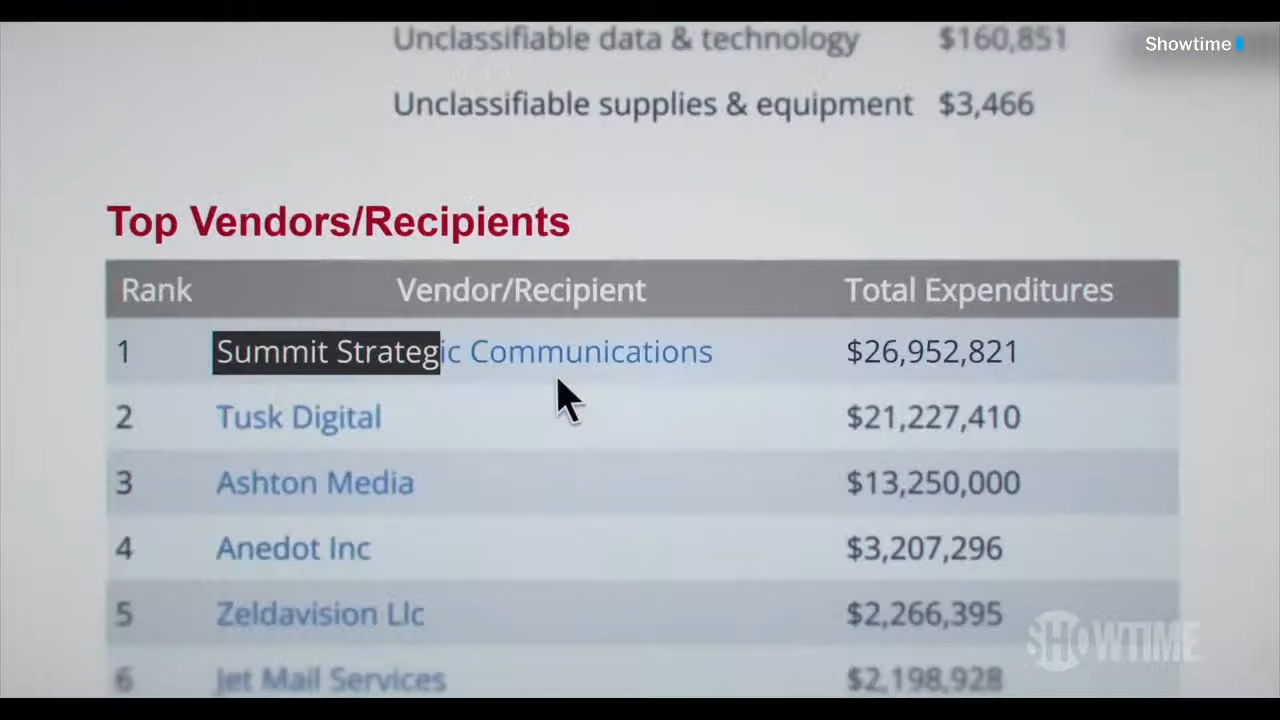 Unclassifiable data & technology $160,851
Showtime
Unclassifiable supplies & equipment $3,466
Top Vendors/Recipients
Rank Vendor/Recipient Total Expenditures
1 Summit Strategic Communications $26,952,821
2 Tusk Digital $21,227,410
3 Ashton Media $13,250,000
4 Anedot Inc $3,207,296
5 Zeldavision Llc $2,266,395
SHOWTIME
6 Jet Mail Services $2,198,928